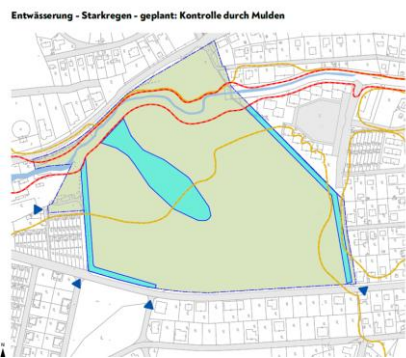 Entwässerung - Starkregen - geplant: Kontrolle durch Mulden
N